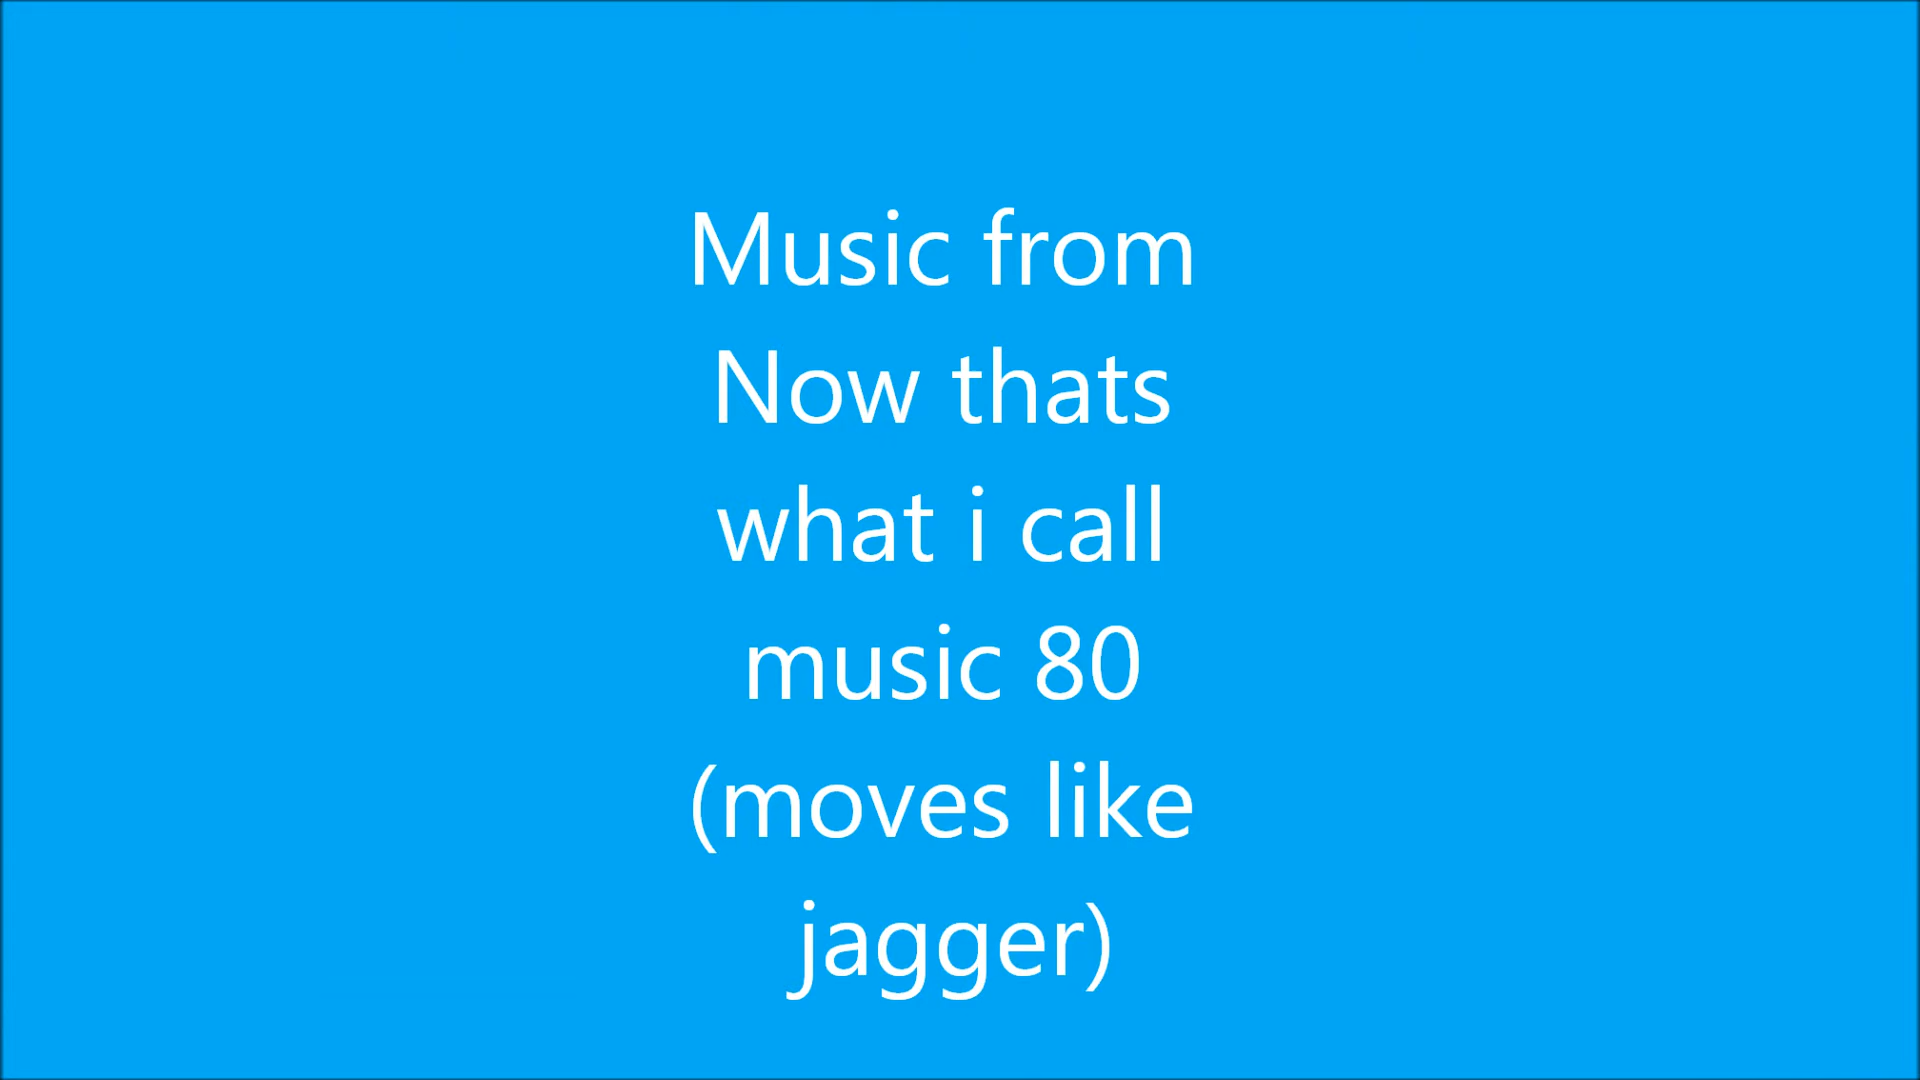 Music from
Now thats
what i call
music 80
(moves like
jagger)